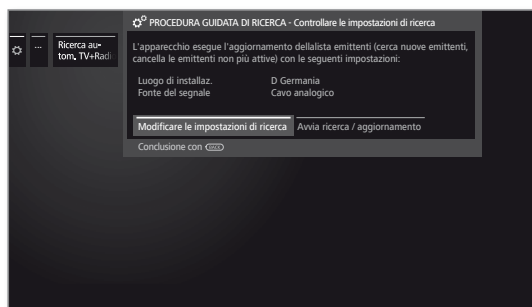 PROCEDURA GUIDATA DI RICERCA - Controllare le impostazioni di ricerca
...
Ricerca au-
tom. TV+Radi
L'apparecchio esegue l'aggiornamento dellalista emittenti (cerca nuove emittenti,
cancella le emittenti non più attive) con le seguenti impostazioni:
Luogo di installaz. D Germania
Fonte del segnale Cavo analogico
Modificare le impostazioni di ricerca Avvia ricerca / aggiornamento
Conclusione con BACK